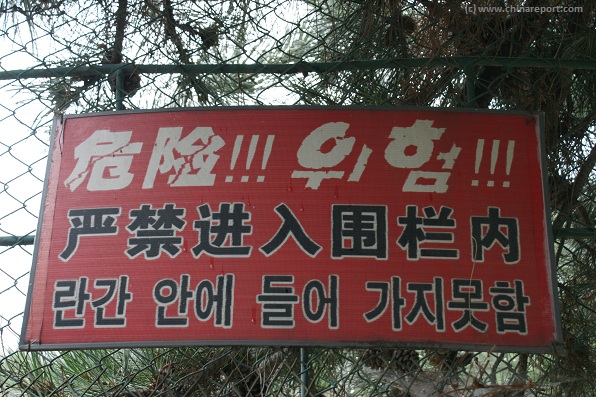 (c) www.chinareport.com
危险!!! 위험!!!
严禁进入围栏内
란간 안에 들어 가지못함